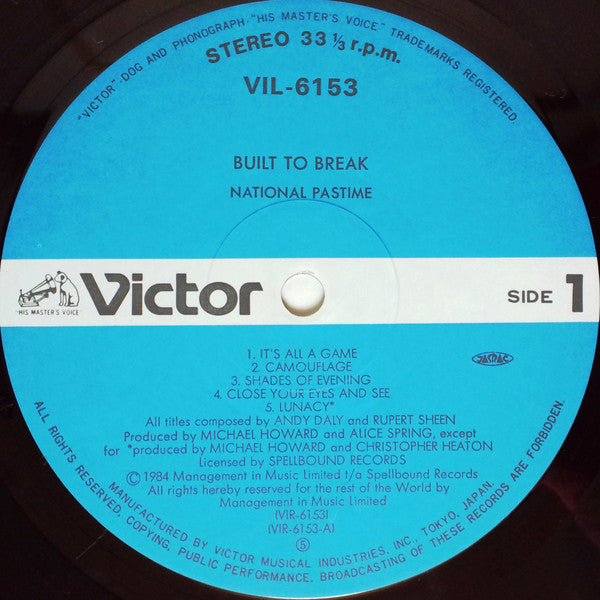 "VICTOR"-DOG AND PHONOGRAPH-"HIS MASTER'S VOICE" TRADEMARKS REGISTERED.
STEREO 33 1/3 r.p.m.
VIL-6153
BUILT TO BREAK
NATIONAL PASTIME
"HIS MASTER'S VOICE"
Victor
SIDE 1
1. IT'S ALL A GAME
2. CAMOUFLAGE
3. SHADES OF EVENING
4. CLOSE YOUR EYES AND SEE
5. LUNACY*
JASRAC
All titles composed by ANDY DALY and RUPERT SHEEN
Produced by MICHAEL HOWARD and ALICE SPRING, except
for *produced by MICHAEL HOWARD and CHRISTOPHER HEATON
Licensed by SPELLBOUND RECORDS
Ⓒ 1984 Management in Music Limited t/a Spellbound Records
All rights hereby reserved for the rest of the World by
Management in Music Limited
(VIR-6153)
(VIR-6153-A)
⑤
ALL RIGHTS RESERVED. COPYING, PUBLIC PERFORMANCE, BROADCASTING OF THESE RECORDS ARE FORBIDDEN.
MANUFACTURED BY VICTOR MUSICAL INDUSTRIES, INC., TOKYO, JAPAN